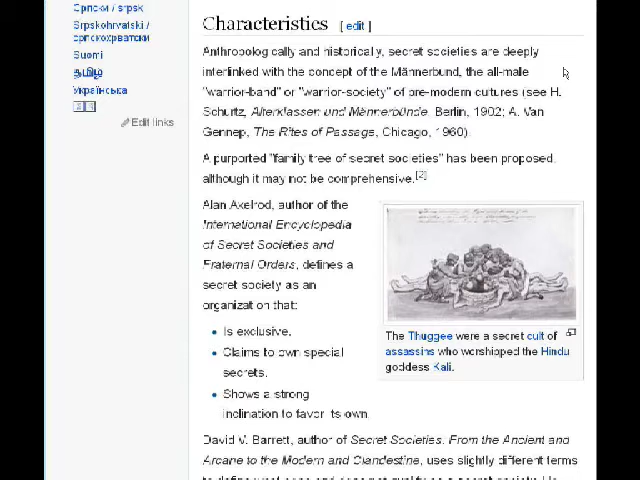 Српски / srpski
Srpskohrvatski /
српскохрватски
Suomi
தமிழ்
Українська
Edit links
Characteristics [ edit ]
Anthropologically and historically, secret societies are deeply
interlinked with the concept of the Männerbund, the all-male
"warrior-band" or "warrior-society" of pre-modern cultures (see H.
Schurtz, Alterklassen und Männerbünde, Berlin, 1902; A. Van
Gennep, The Rites of Passage, Chicago, 1960).
A purported "family tree of secret societies" has been proposed,
although it may not be comprehensive.[2]
Alan Axelrod, author of the
International Encyclopedia
of Secret Societies and
Fraternal Orders, defines a
secret society as an
organization that:
Is exclusive.
Claims to own special
secrets.
Shows a strong
inclination to favor its own.
The Thuggee were a secret cult of
assassins who worshipped the Hindu
goddess Kali.
David V. Barrett, author of Secret Societies: From the Ancient and
Arcane to the Modern and Clandestine, uses slightly different terms